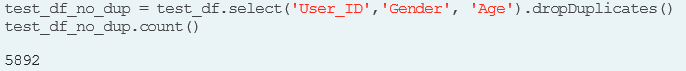 test_df_no_dup = test_df.select('User_ID','Gender', 'Age').dropDuplicates()
test_df_no_dup.count()
5892